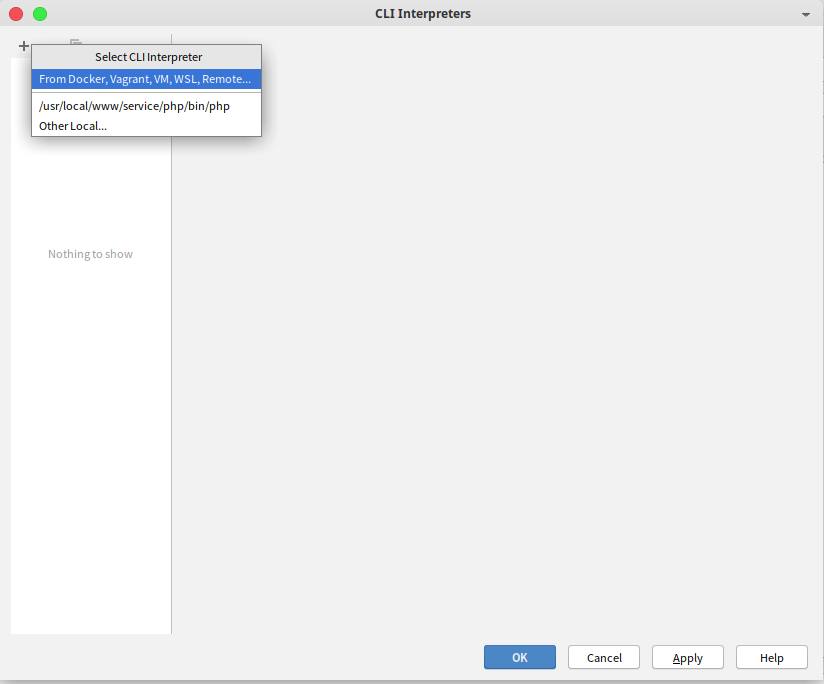 CLI Interpreters
Select CLI Interpreter
From Docker, Vagrant, VM, WSL, Remote...
/usr/local/www/service/php/bin/php
Other Local...
Nothing to show
OK
Cancel
Apply
Help